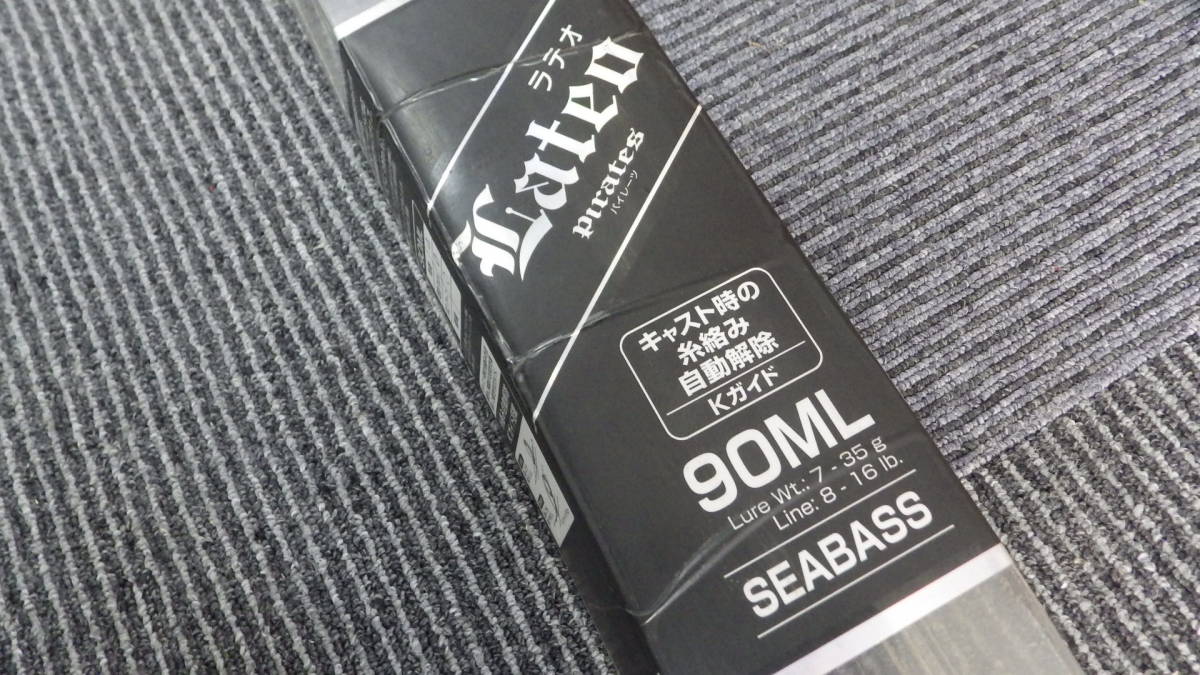 ラテオ
Lateo
pirates
パイレーツ
キャスト時の
糸絡み
自動解除
Kガイド
90ML
Lure Wt.: 7 - 35 g
Line: 8 - 16 lb.
SEABASS